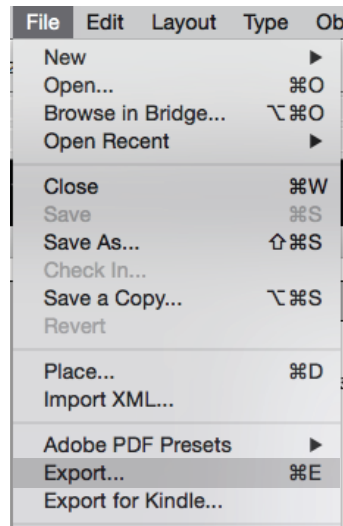 File Edit Layout Type Ob
New ▶
Open... ⌘O
Browse in Bridge... ⌥⌘O
Open Recent ▶
Close ⌘W
Save ⌘S
Save As... ⇧⌘S
Check In...
Save a Copy... ⌥⌘S
Revert
Place... ⌘D
Import XML...
Adobe PDF Presets ▶
Export... ⌘E
Export for Kindle...